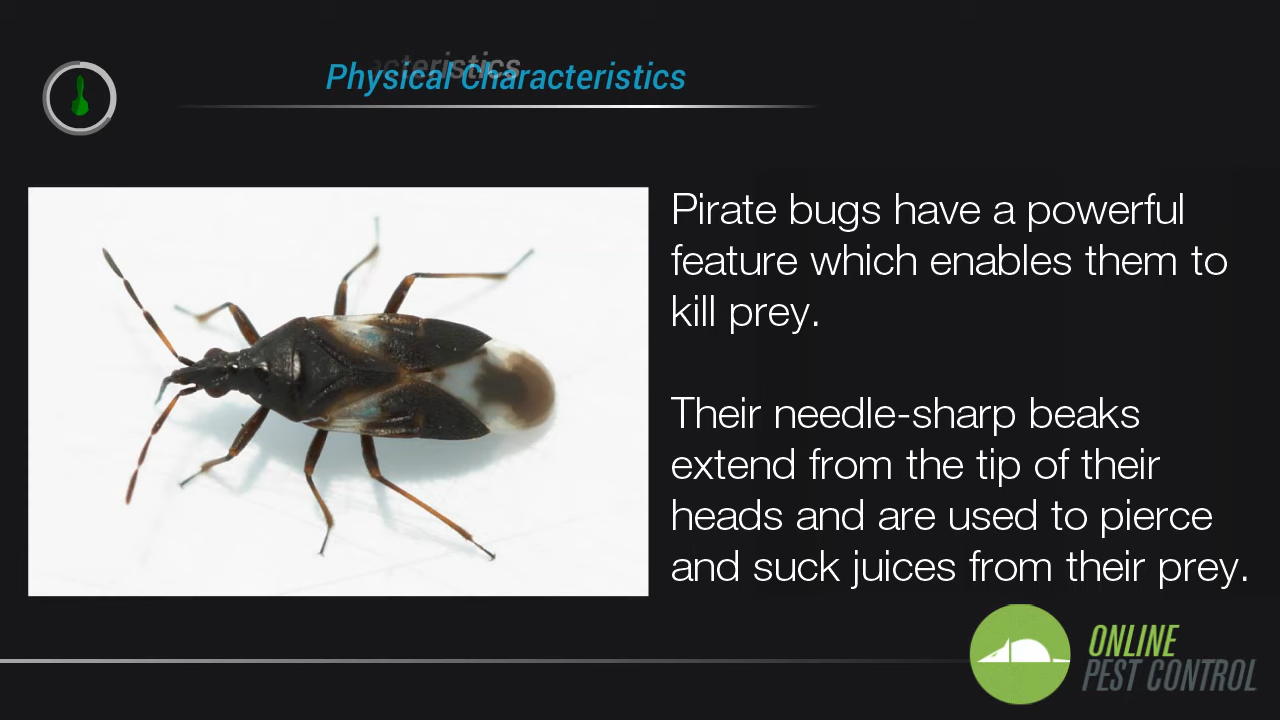 Physical Characteristics
acteristics
Pirate bugs have a powerful
feature which enables them to
kill prey.
Their needle-sharp beaks
extend from the tip of their
heads and are used to pierce
and suck juices from their prey.
ONLINE
PEST CONTROL